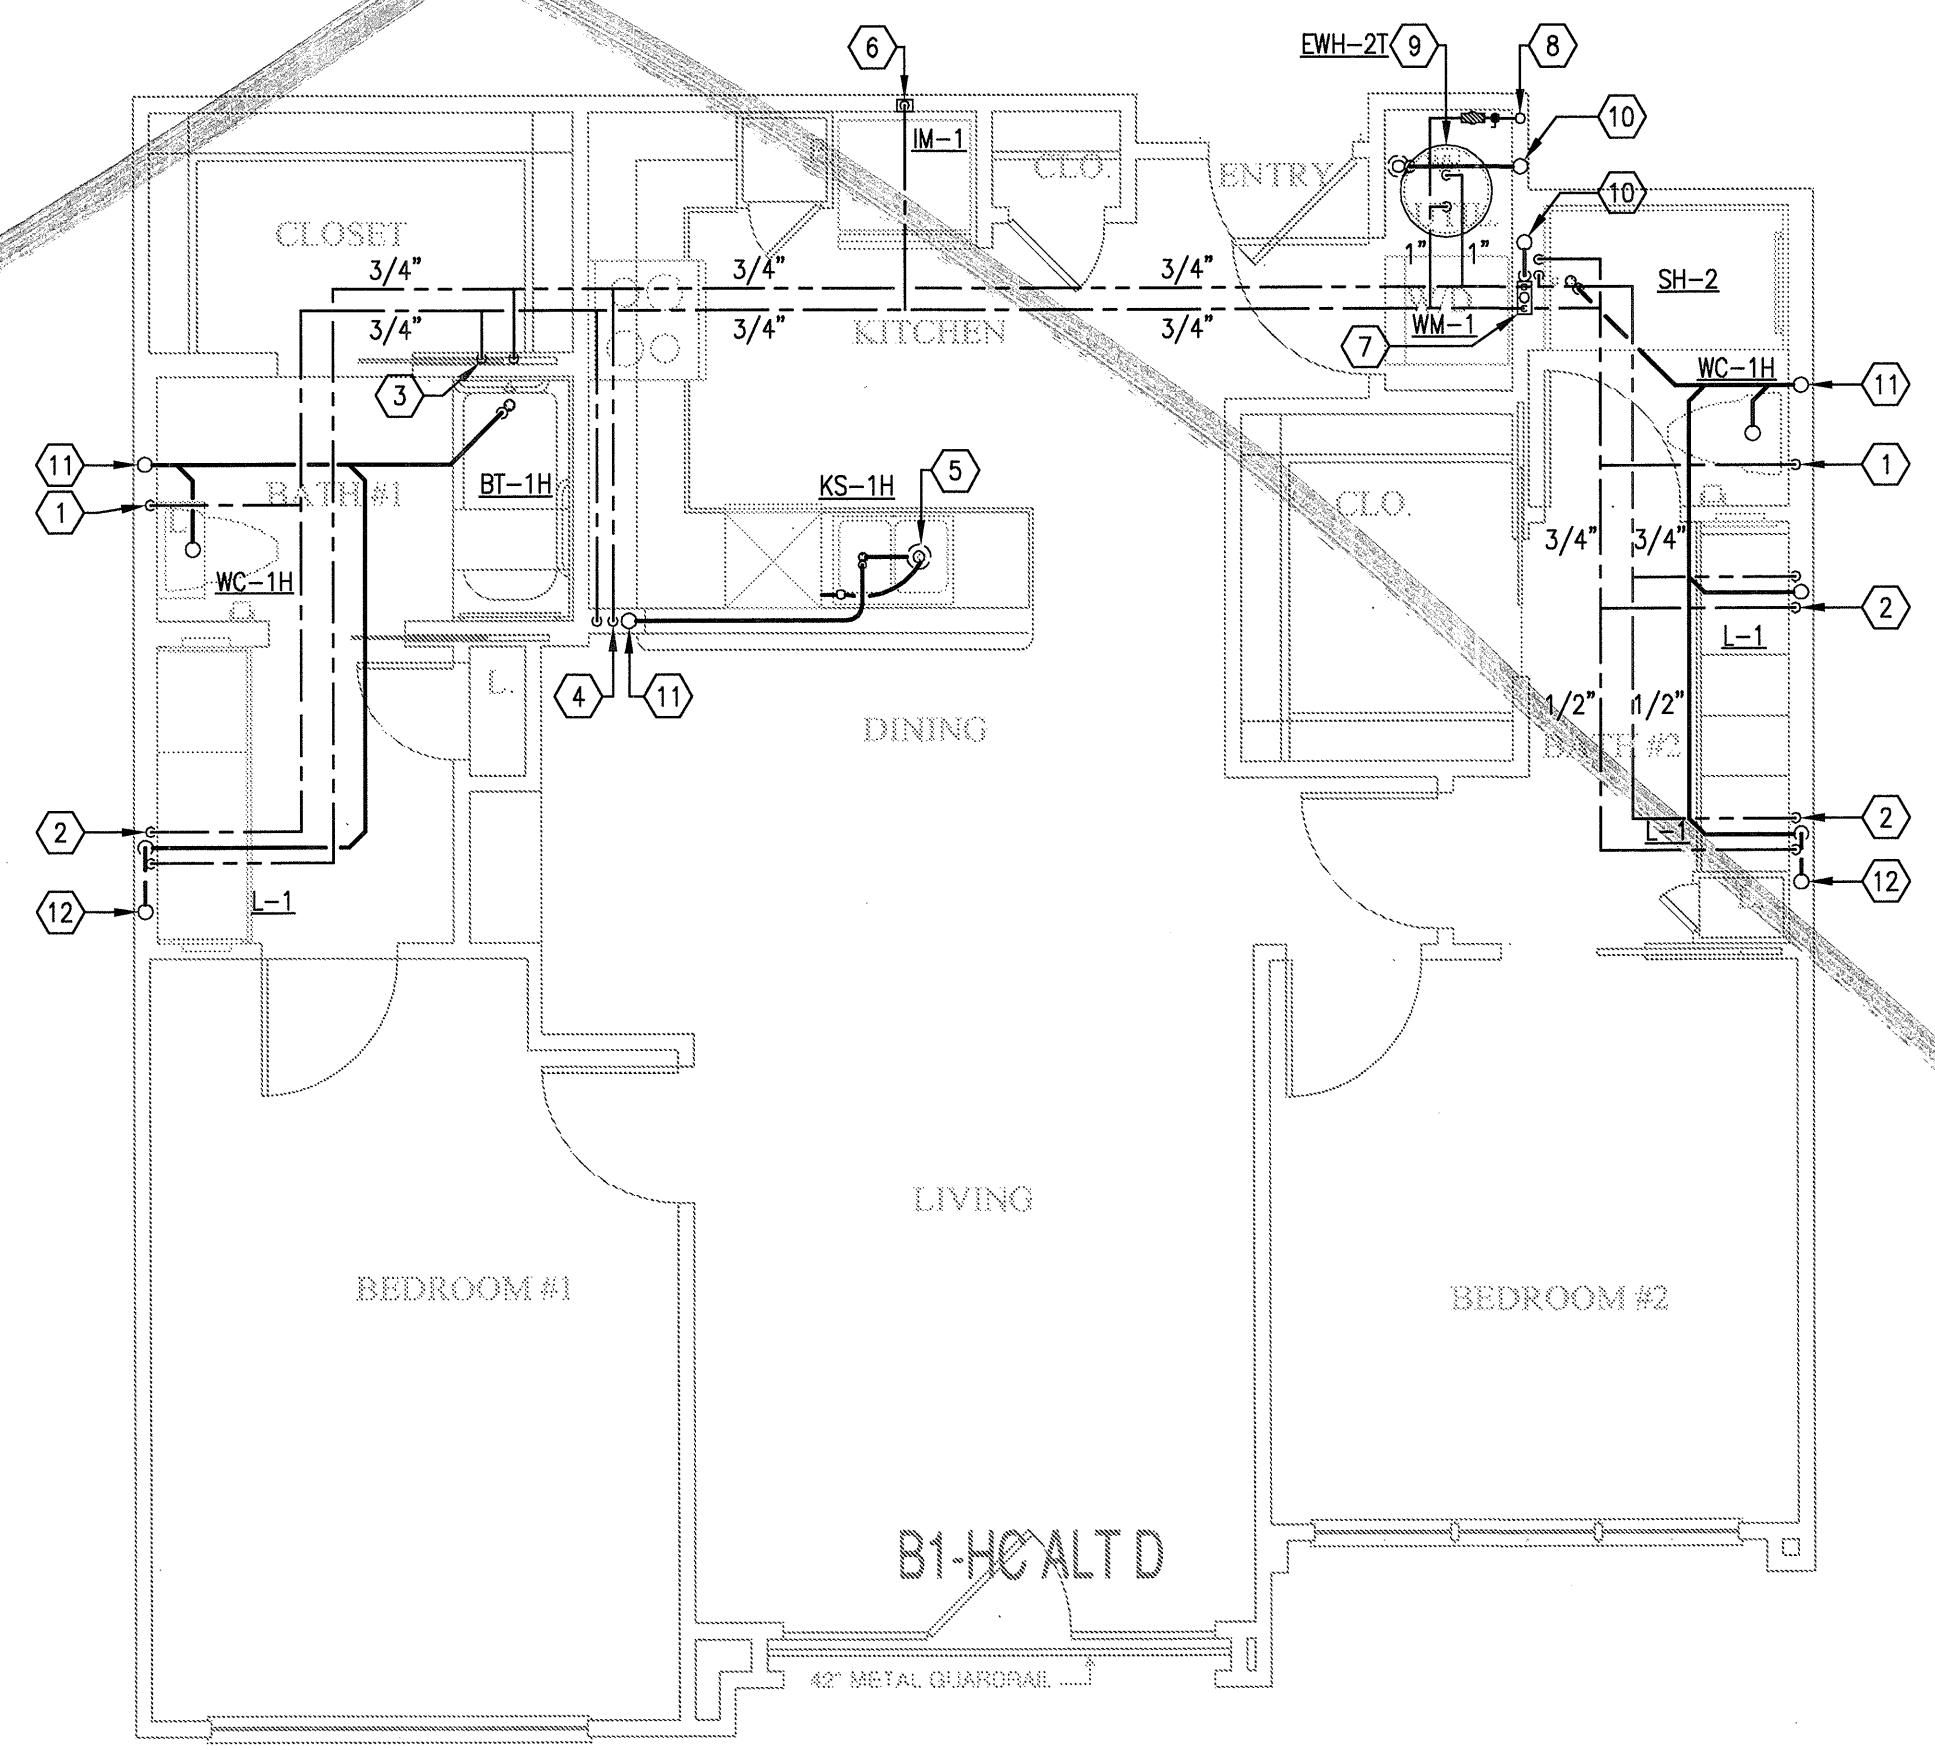 6
EWH-2T 9
8
10
IM-1
CLO.
ENTRY
UTIL.
10
CLOSET
3/4" 3/4" 3/4" 1" 1"
SH-2
3/4" 3/4" 3/4"
KITCHEN
W/D
WM-1
7
WC-1H
11
3
11
BATH #1
BT-1H
KS-1H
5
1
1
CLO.
3/4" 3/4"
WC-1H
2
L-1
L.
4
11
1/2" 1/2"
DINING
BATH #2
2
L-1
2
12
L-1
12
LIVING
BEDROOM #1
BEDROOM #2
B1-HC ALT D
42" METAL GUARDRAIL